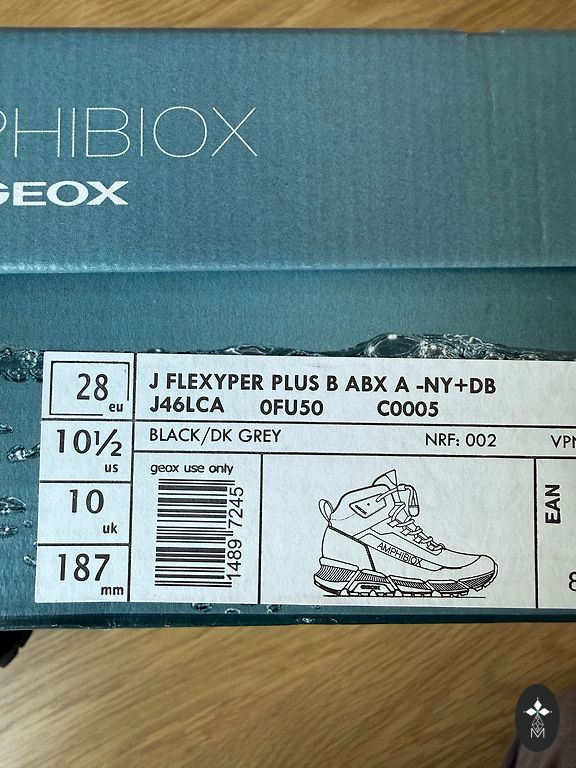 PHIBIOX
GEOX
28 eu
10½ us
10 uk
187 mm
J FLEXYPER PLUS B ABX A -NY+DB
J46LCA 0FU50 C0005
BLACK/DK GREY NRF: 002 VPN
geox use only
1489 7245
AMPHIBIOX
EAN
8
M